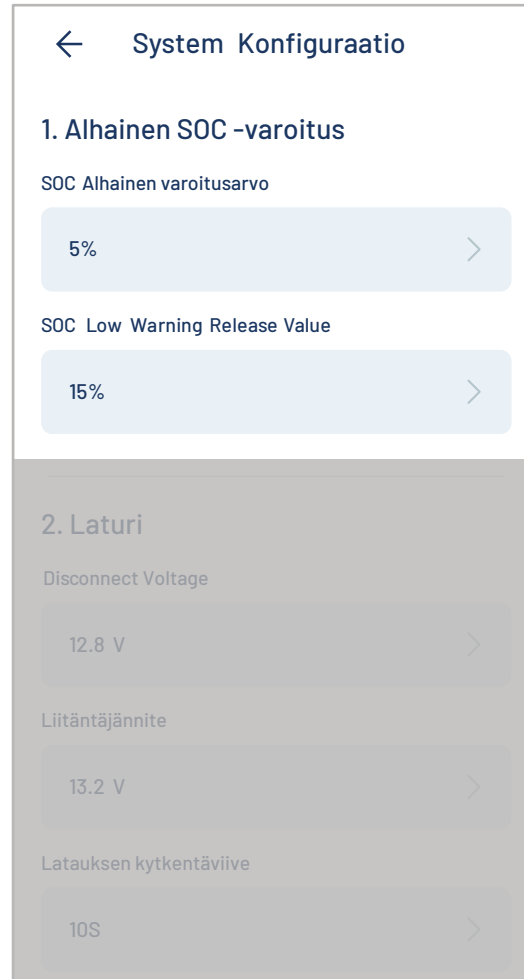 System Konfiguraatio
1. Alhainen SOC -varoitus
SOC Alhainen varoitusarvo
5%
SOC Low Warning Release Value
15%
2. Laturi
Disconnect Voltage
12.8 V
Liitäntäjännite
13.2 V
Latauksen kytkentäviive
10S